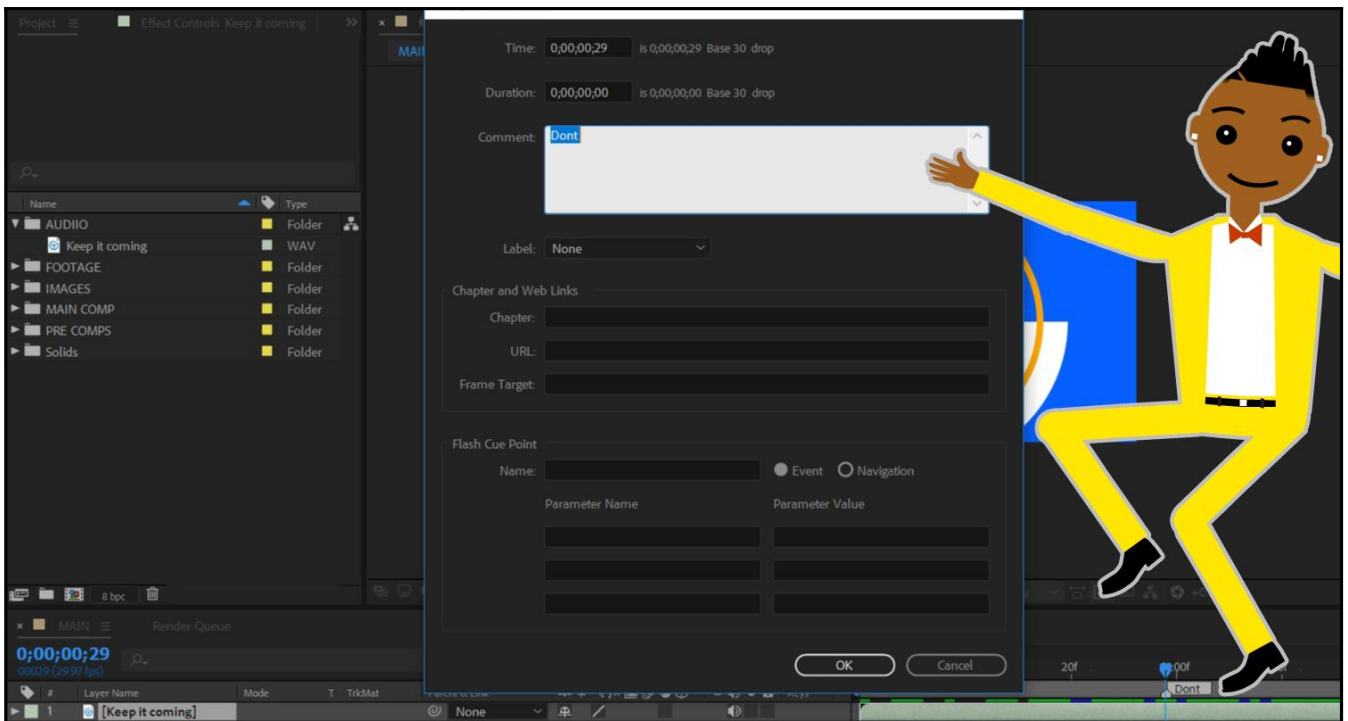 Project
Effect Controls Keep it coming
MAI
Time: 0;00;00;29 is 0;00;00;29 Base 30 drop
Duration: 0;00;00;00 is 0;00;00;00 Base 30 drop
Comment: Dont
Name Type
AUDIIO Folder
Keep it coming WAV
FOOTAGE Folder
IMAGES Folder
MAIN COMP Folder
PRE COMPS Folder
Solids Folder
Label: None
Chapter and Web Links
Chapter:
URL:
Frame Target:
Flash Cue Point
Name: Event Navigation
Parameter Name Parameter Value
8 bpc
MAIN Render Queue
OK Cancel
0;00;00;29
00029 (29.97 fps)
20f :00f
# Layer Name Mode T TrkMat
Dont
1 [Keep it coming] None